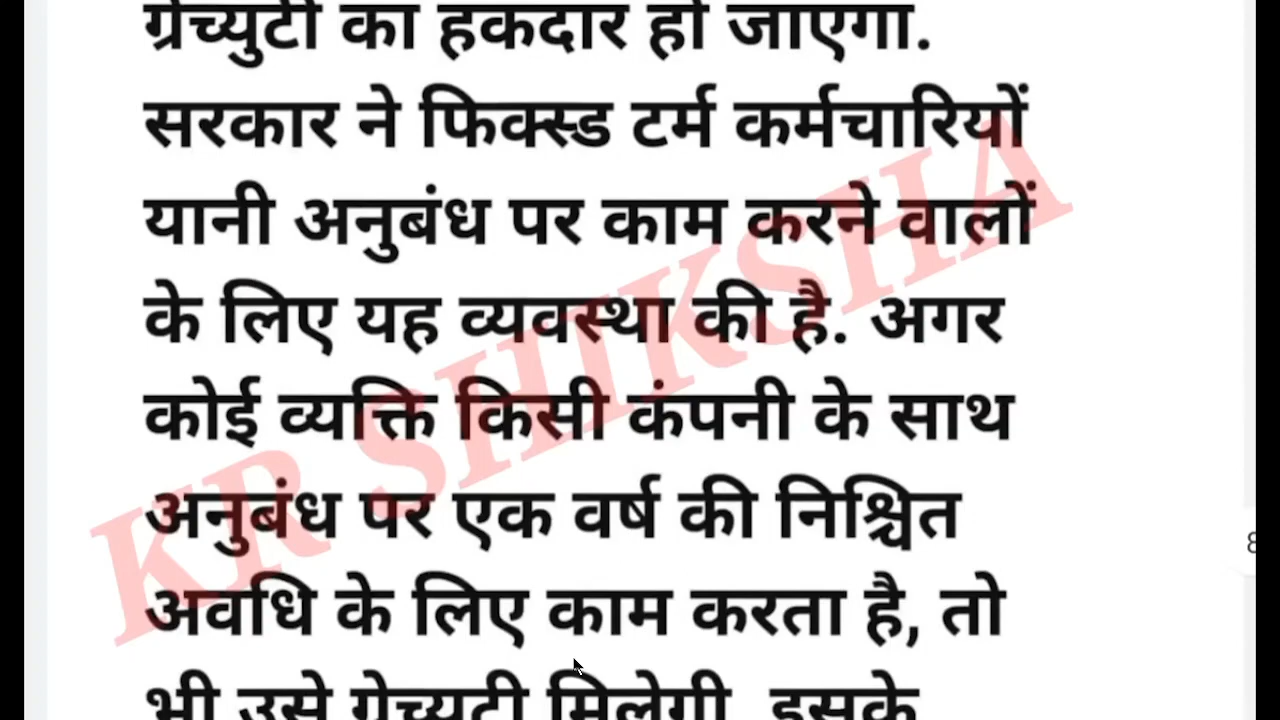 ग्रेच्युटी का हकदार हो जाएगा.
सरकार ने फिक्स्ड टर्म कर्मचारियों
यानी अनुबंध पर काम करने वालों
के लिए यह व्यवस्था की है. अगर
कोई व्यक्ति किसी कंपनी के साथ
अनुबंध पर एक वर्ष की निश्चित
अवधि के लिए काम करता है, तो
भी उसे ग्रेच्युटी मिलेगी. इसके
KR SHIKSHA
8